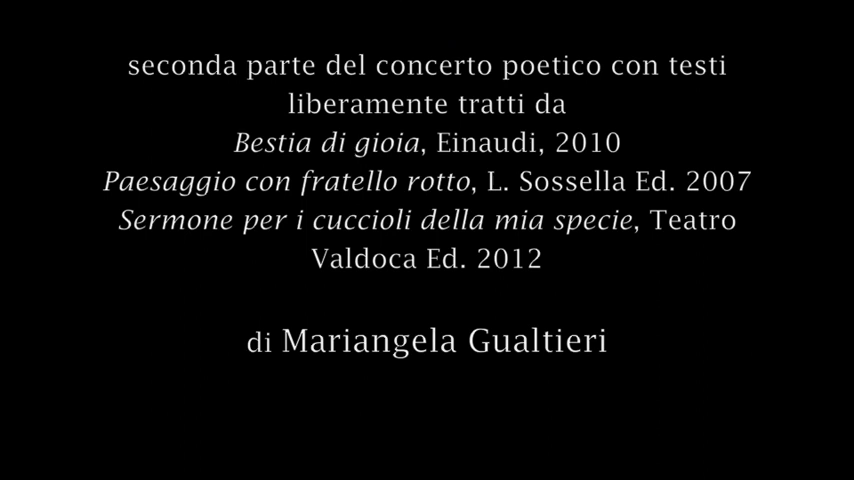 seconda parte del concerto poetico con testi
liberamente tratti da
Bestia di gioia, Einaudi, 2010
Paesaggio con fratello rotto, L. Sossella Ed. 2007
Sermone per i cuccioli della mia specie, Teatro
Valdoca Ed. 2012
di Mariangela Gualtieri